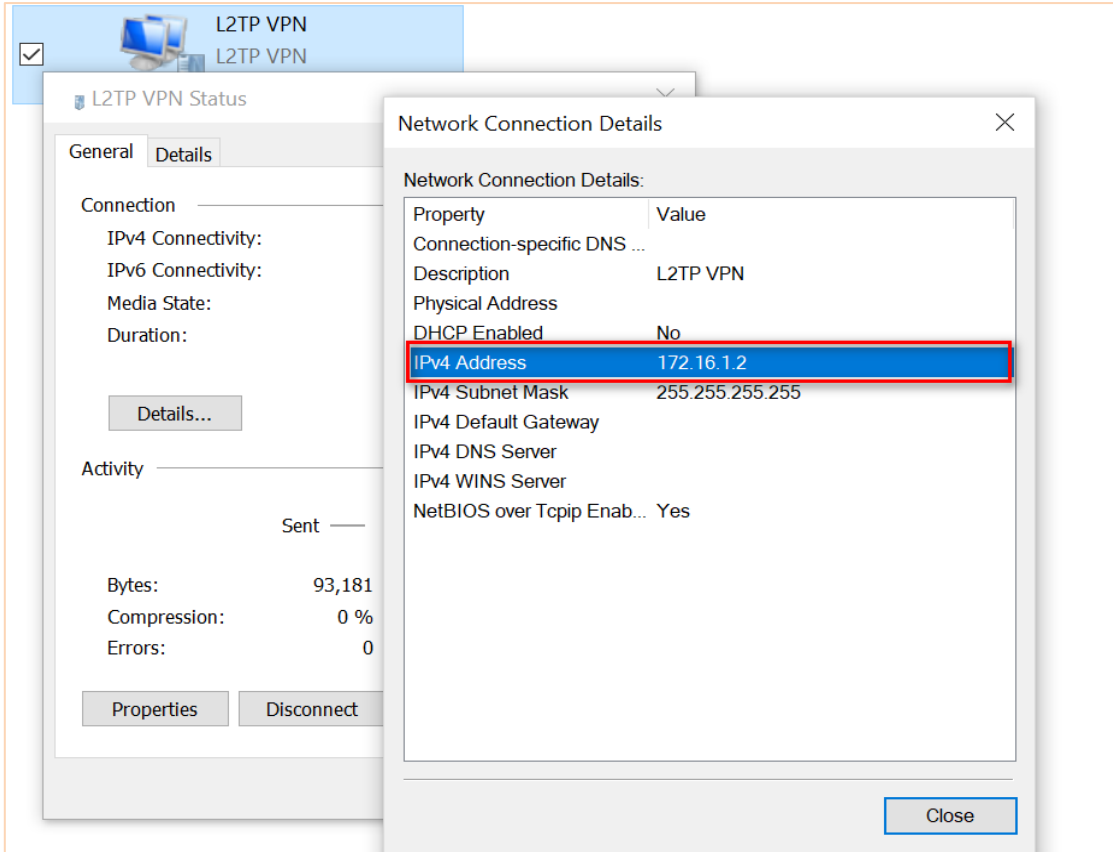 L2TP VPN
L2TP VPN
L2TP VPN Status
General Details
Connection
IPv4 Connectivity:
IPv6 Connectivity:
Media State:
Duration:
Details...
Activity
Sent
Bytes: 93,181
Compression: 0 %
Errors: 0
Properties Disconnect
Network Connection Details
Network Connection Details:
Property Value
Connection-specific DNS ...
Description L2TP VPN
Physical Address
DHCP Enabled No
IPv4 Address 172.16.1.2
IPv4 Subnet Mask 255.255.255.255
IPv4 Default Gateway
IPv4 DNS Server
IPv4 WINS Server
NetBIOS over Tcpip Enab... Yes
Close